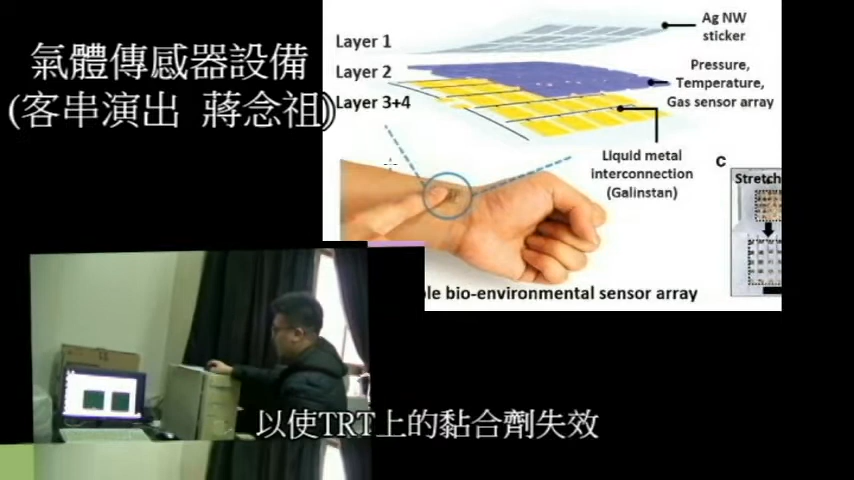 氣體傳感器設備
(客串演出 蔣念祖)
Layer 1
Layer 2
Layer 3+4
Ag NW
sticker
Pressure,
Temperature,
Gas sensor array
Liquid metal
interconnection
(Galinstan)
c
Stretch
ble bio-environmental sensor array
以使TRT上的黏合劑失效